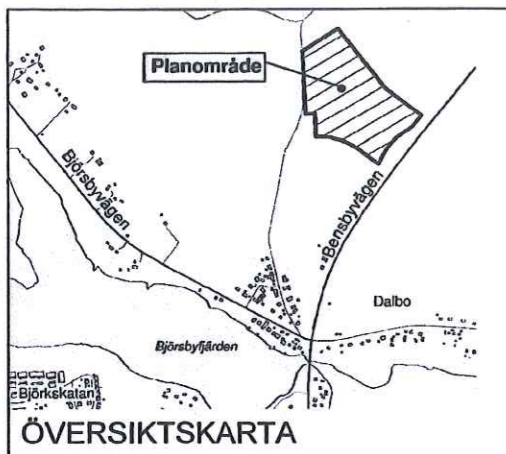 Planområde
Björsbyvägen
Bensbyvägen
Dalbo
Björsbyfjärden
Björkskatan
ÖVERSIKTSKARTA